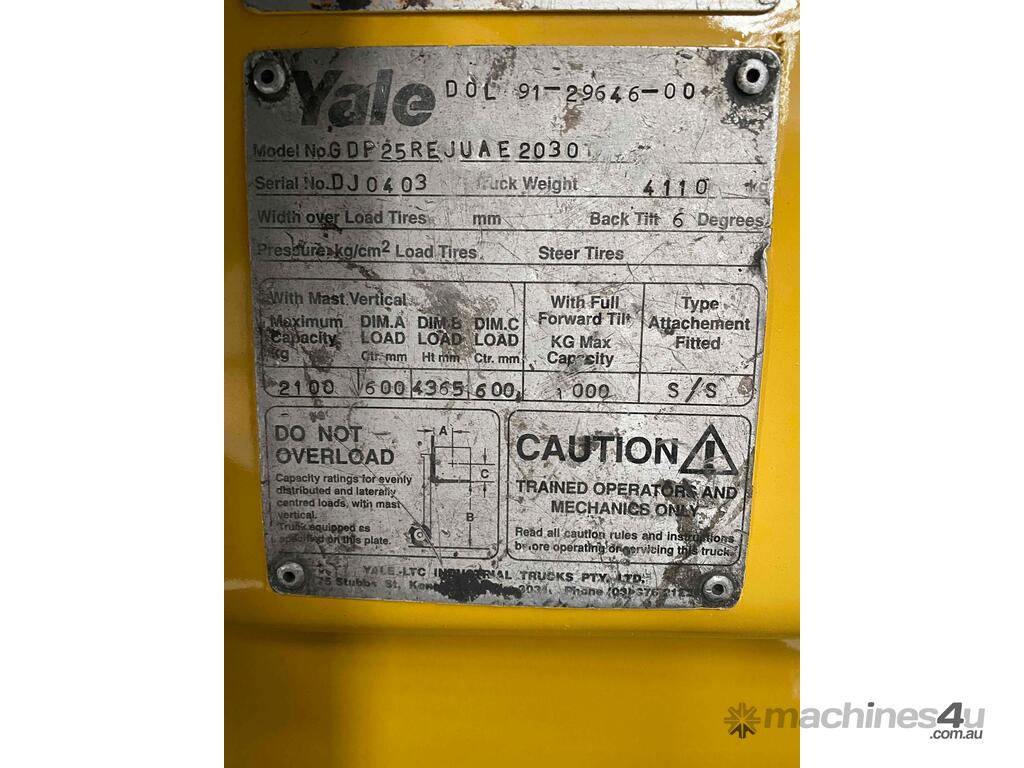 Yale DOL 91-29646-00
Model No. GDP25REJUAE2030
Serial No. DJ0403 Truck Weight 4110 kg
Width over Load Tires mm Back Tilt 6 Degrees
Pressure-kg/cm2 Load Tires Steer Tires
With Mast Vertical
Maximum Capacity kg
DIM.A LOAD Ctr. mm
DIM.B LOAD Ht mm
DIM.C LOAD Ctr. mm
With Full Forward Tilt
KG Max Capacity
Type Attachement Fitted
2100 600 4365 600 000 S/S
DO NOT
OVERLOAD
Capacity ratings for evenly
distributed and laterally
centred loads, with mast
vertical.
Truck equipped as
specified on this plate.
A
C
B
CAUTION !
TRAINED OPERATORS AND
MECHANICS ONLY
Read all caution rules and instructions
before operating or servicing this truck.
YALE-LTC INDUSTRIAL TRUCKS PTY. LTD.
75 Stubbs St. Phone (03) 376
machines4u
.com.au